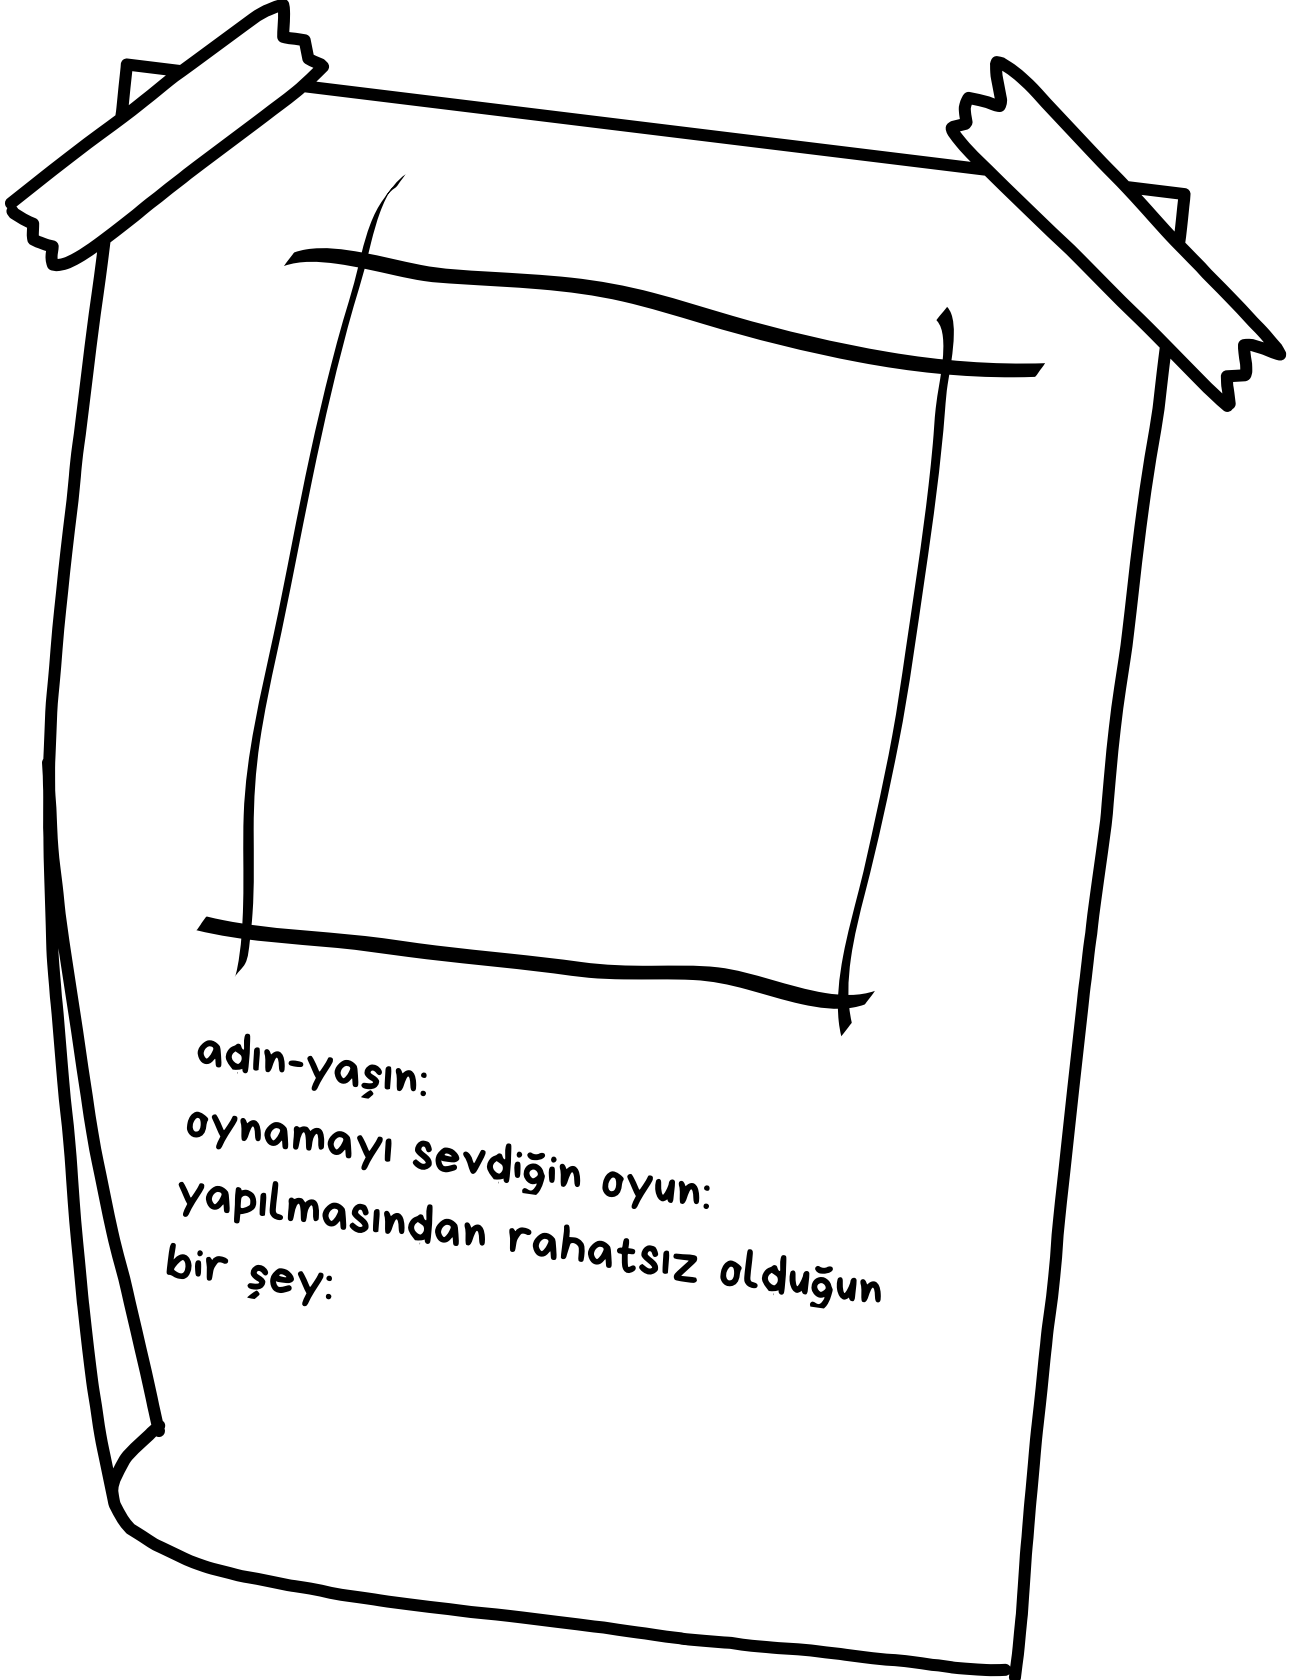 adın-yaşın:
oynamayı sevdiğin oyun:
yapılmasından rahatsız olduğun
bir şey: